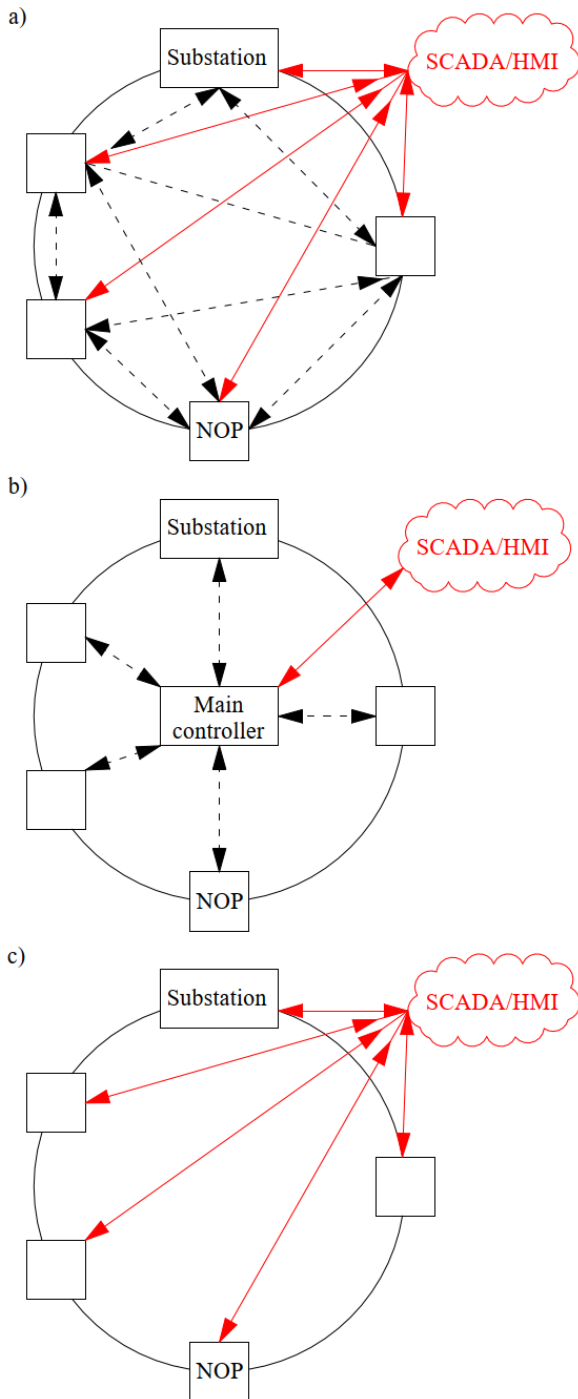 a)
Substation
SCADA/HMI
NOP
b)
Substation
SCADA/HMI
Main
controller
NOP
c)
Substation
SCADA/HMI
NOP